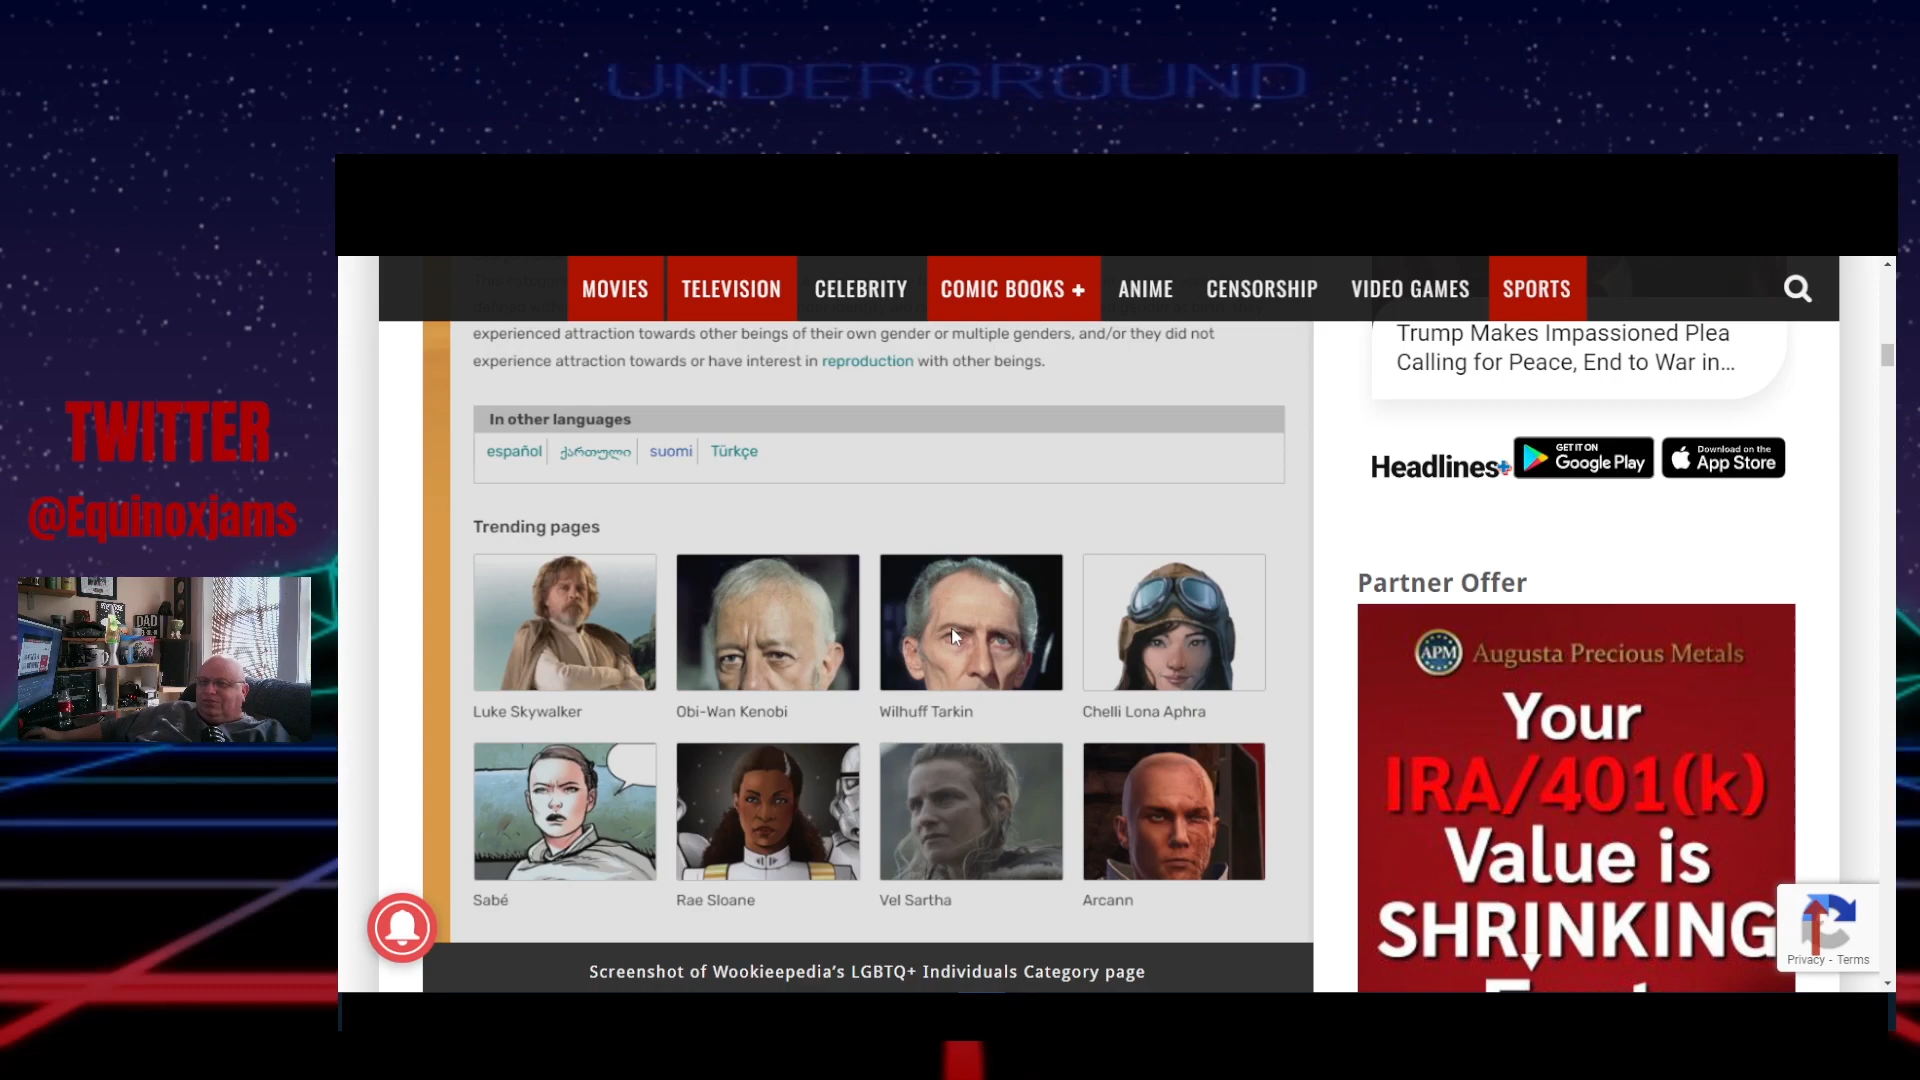 UNDERGROUND
MOVIES TELEVISION CELEBRITY COMIC BOOKS + ANIME CENSORSHIP VIDEO GAMES SPORTS
experienced attraction towards other beings of their own gender or multiple genders, and/or they did not
experience attraction towards or have interest in reproduction with other beings.
In other languages
español ქართული suomi Türkçe
Trending pages
Luke Skywalker Obi-Wan Kenobi Wilhuff Tarkin Chelli Lona Aphra
Sabé Rae Sloane Vel Sartha Arcann
Screenshot of Wookieepedia's LGBTQ+ Individuals Category page
Trump Makes Impassioned Plea
Calling for Peace, End to War in...
Headlines+
GET IT ON
Google Play
Download on the
App Store
Partner Offer
APM Augusta Precious Metals
Your
IRA/401(k)
Value is
SHRINKING
Privacy - Terms
TWITTER
@Equinoxjams
DAD